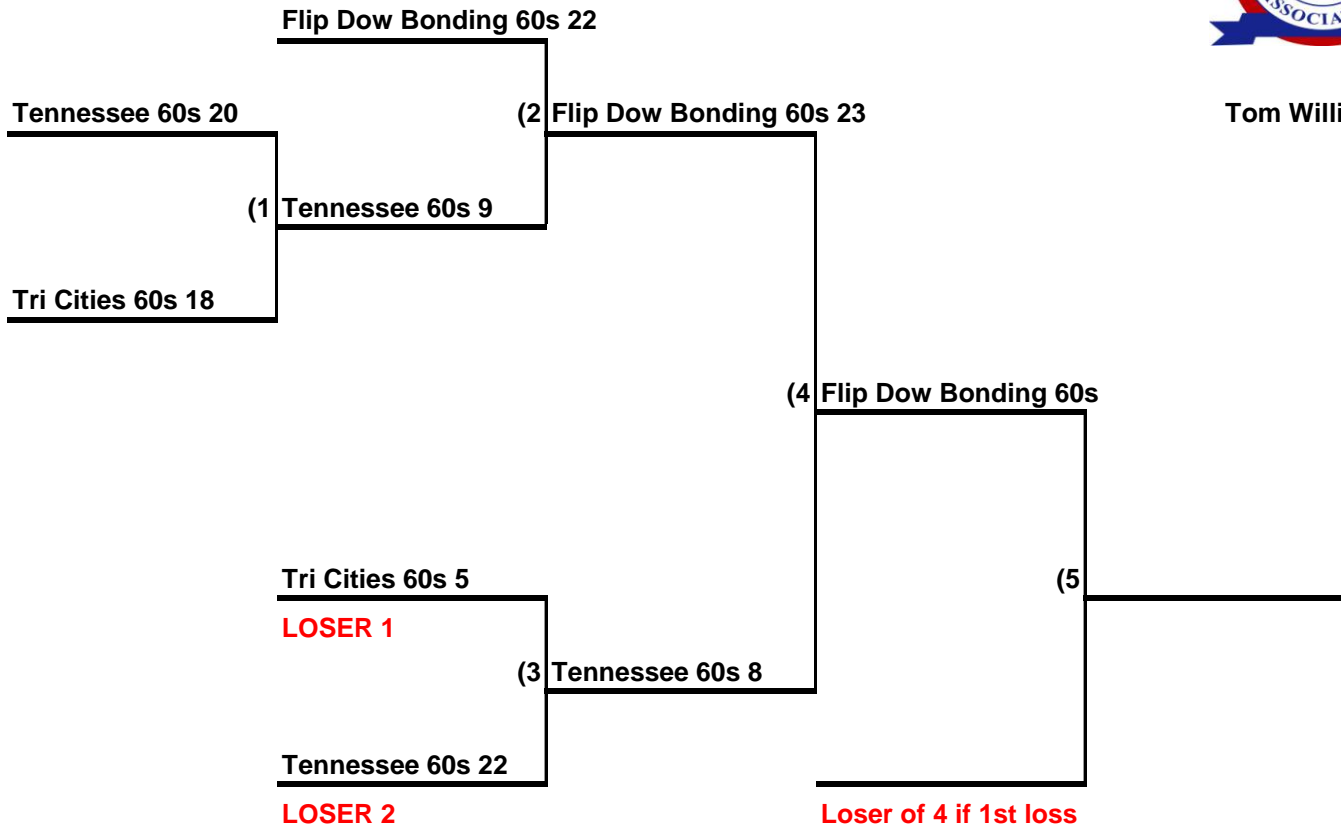 Flip Dow Bonding 60s 22
Tennessee 60s 20
(2 Flip Dow Bonding 60s 23
Tom
(1 Tennessee 60s 9
Tri Cities 60s 18
(4 Flip Dow Bonding 60s
Tri Cities 60s 5
(5
LOSER 1
(3 Tennessee 60s 8
Tennessee 60s 22
LOSER 2
Loser of 4 if 1st loss